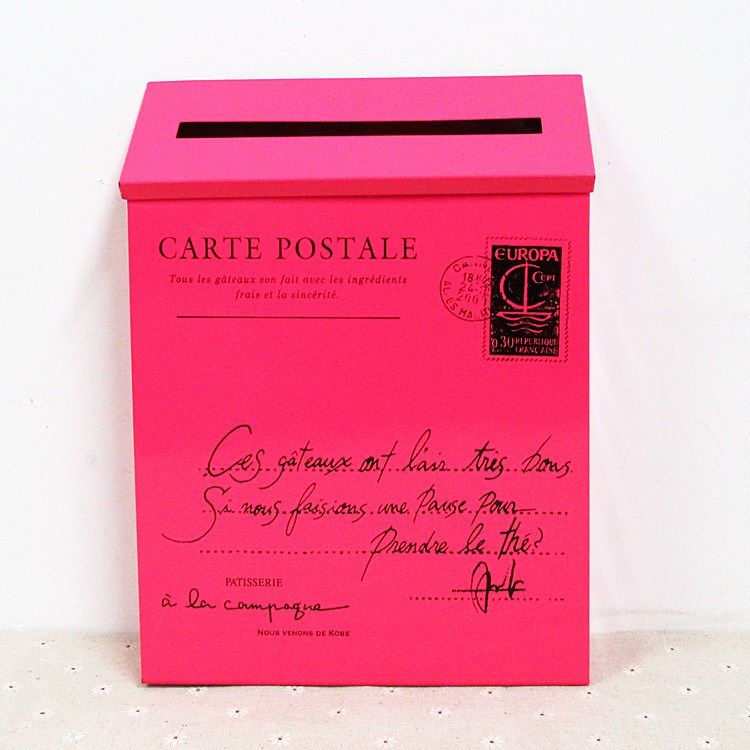 CARTE POSTALE
Tous les gâteaux son fait avec les ingrédients
frais et la sincérité.
EUROPA
CEPT
0.30 REPUBLIQUE
FRANÇAISE
Ces gâteaux ont l'air très bons.
Si nous faisions une Pause Pour
Prendre le thé?
PATISSERIE
à la campagne
NOUS VENONS DE KOBE